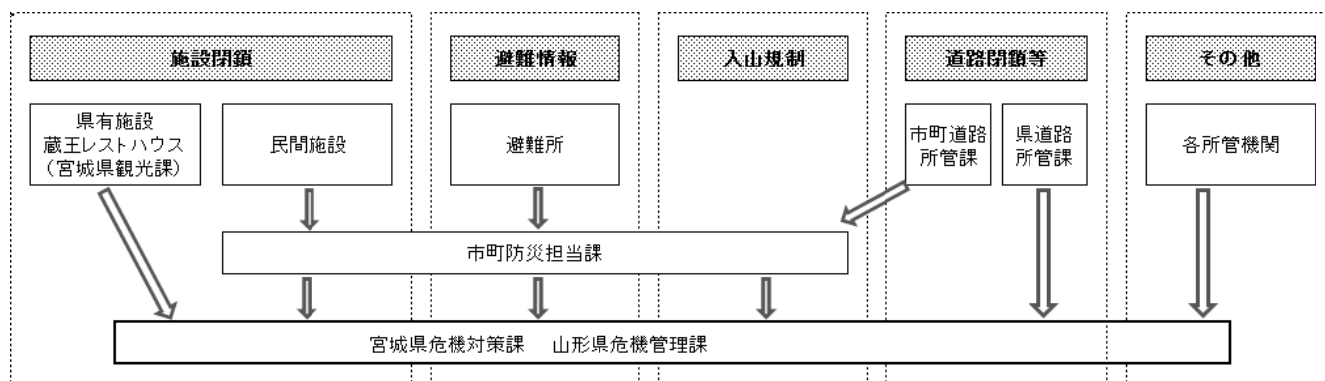 施設閉鎖
避難情報
入山規制
道路閉鎖等
その他
県有施設
蔵王レストハウス
（宮城県観光課）
民間施設
避難所
市町道路
所管課
県道路
所管課
各所管機関
市町防災担当課
宮城県危機対策課　山形県危機管理課